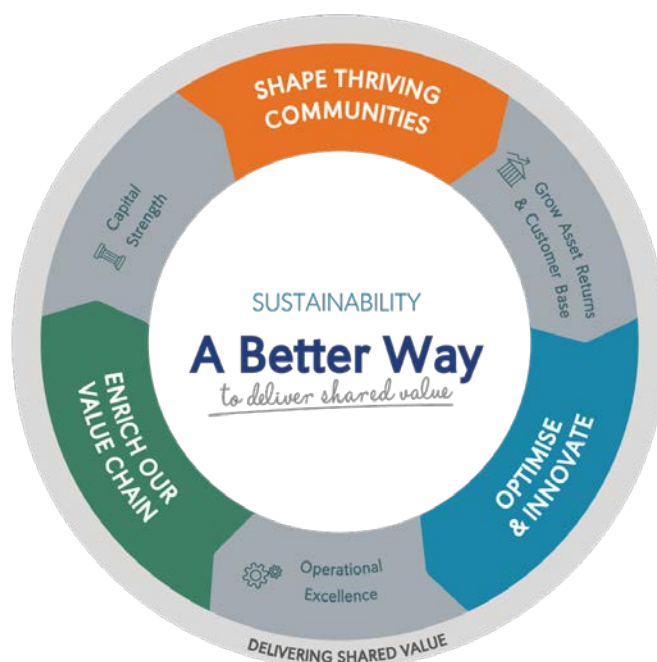 SHAPE THRIVING
COMMUNITIES
Grow Asset Returns
& Customer Base
OPTIMISE
& INNOVATE
Operational
Excellence
ENRICH OUR
VALUE CHAIN
Capital
Strength
SUSTAINABILITY
A Better Way
to deliver shared value
DELIVERING SHARED VALUE